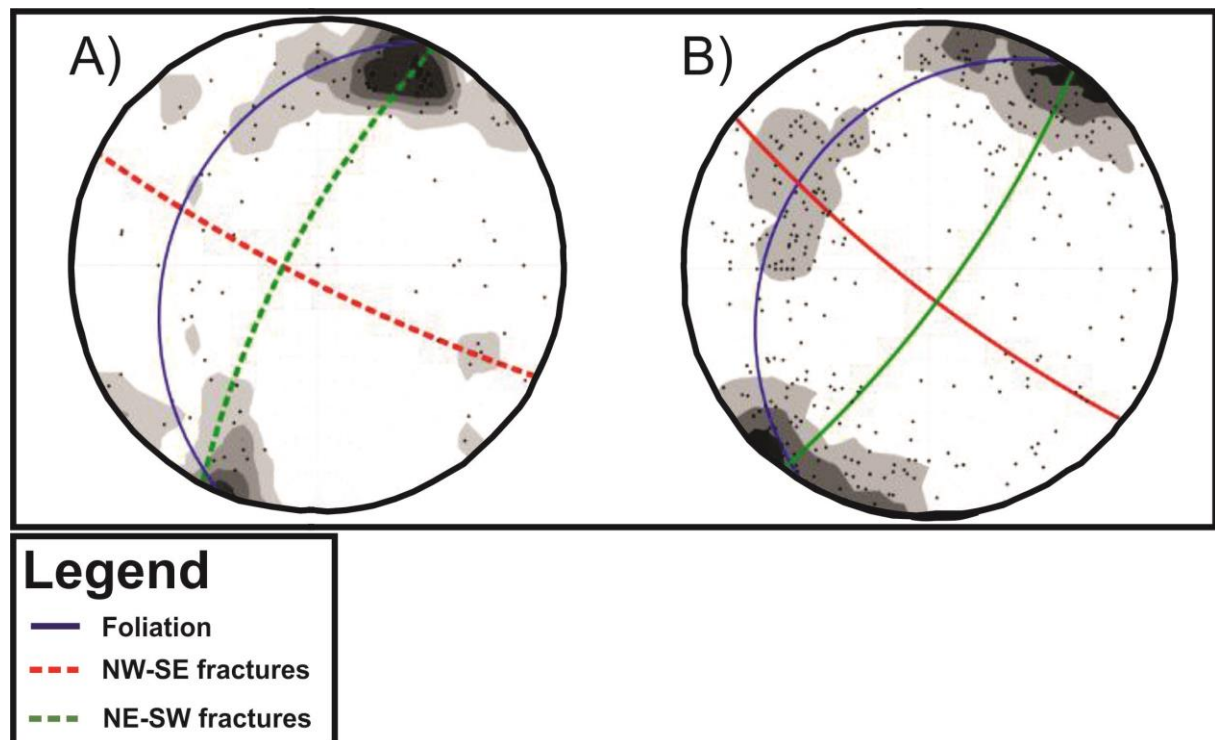 A)
B)
Legend
Foliation
NW-SE fractures
NE-SW fractures